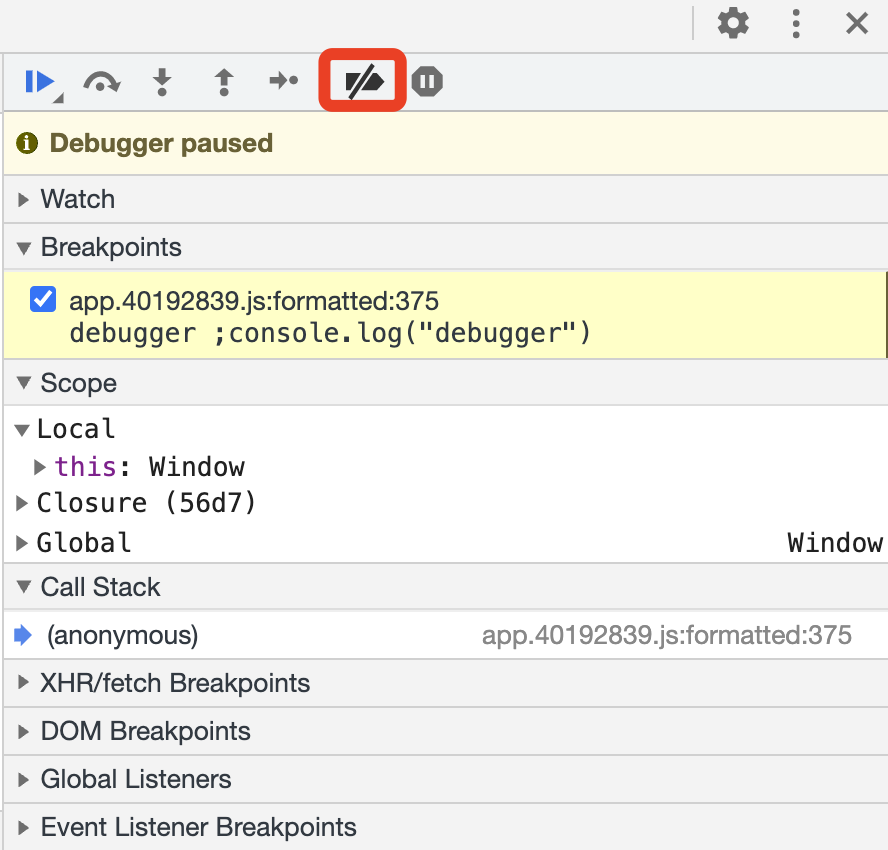 Debugger paused
Watch
Breakpoints
app.40192839.js:formatted:375
debugger ;console.log("debugger")
Scope
Local
this: Window
Closure (56d7)
Global Window
Call Stack
(anonymous) app.40192839.js:formatted:375
XHR/fetch Breakpoints
DOM Breakpoints
Global Listeners
Event Listener Breakpoints